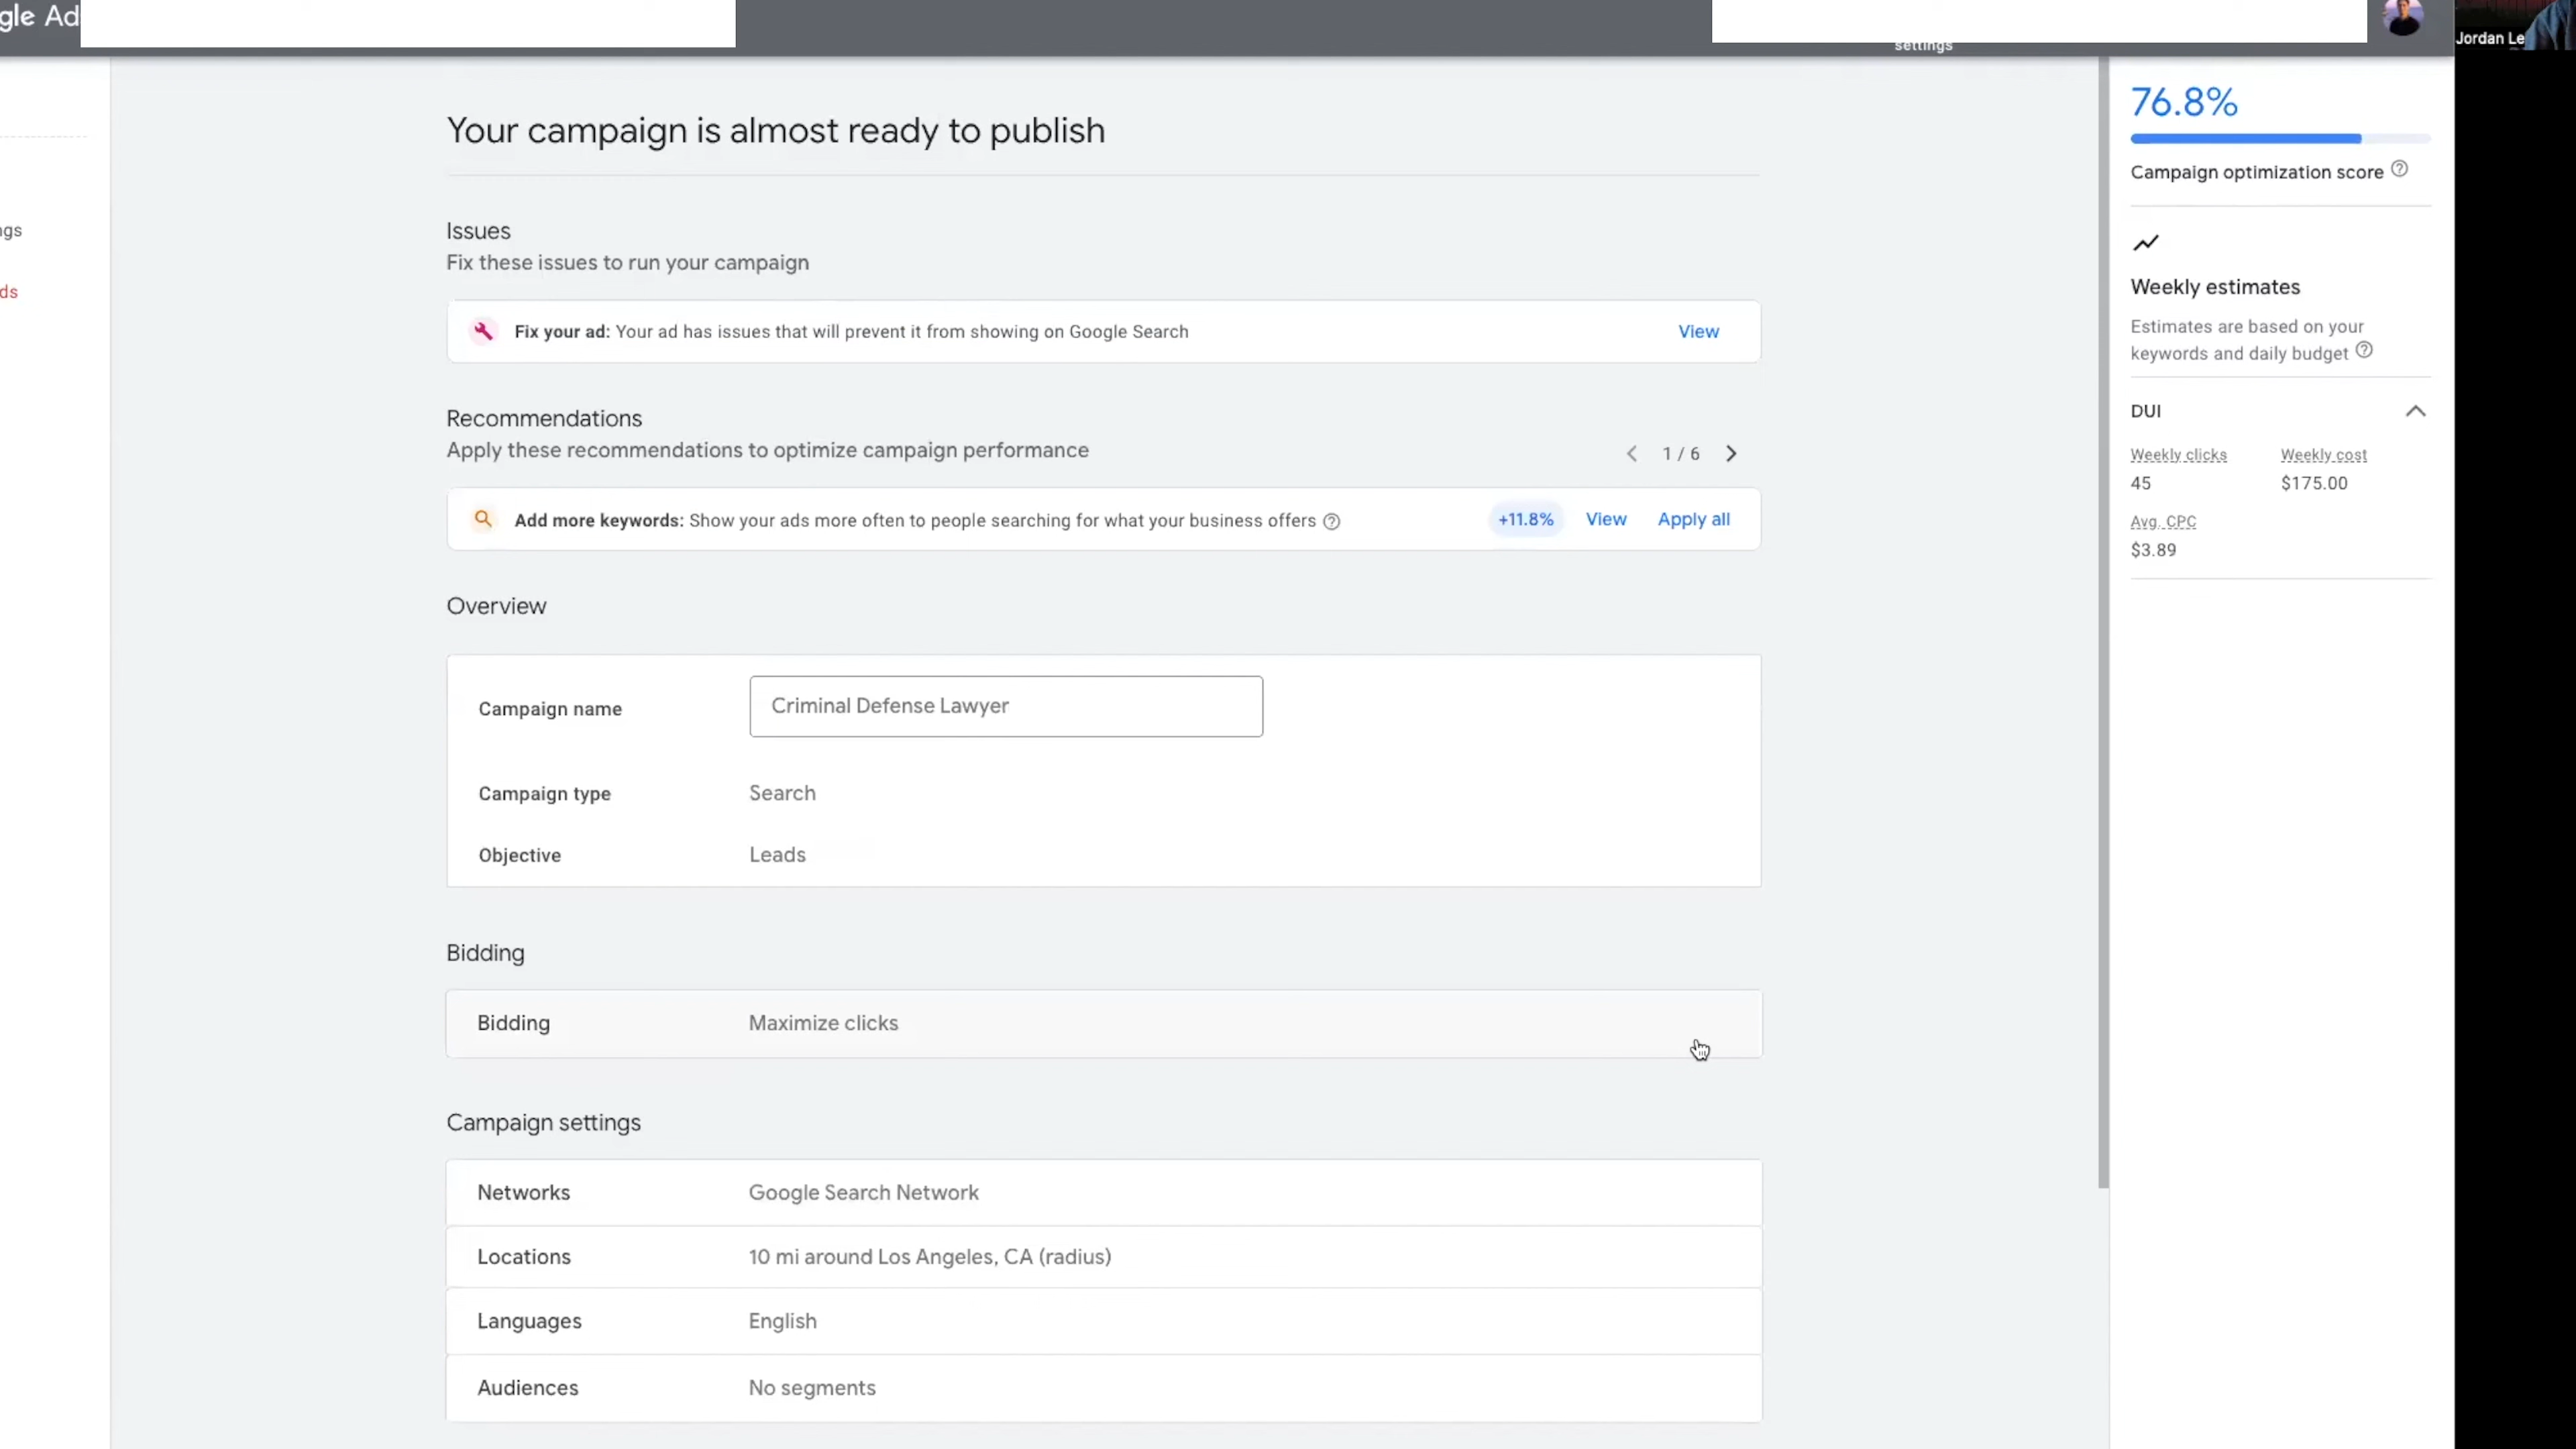 gle Ad
settings
Jordan Le
ngs
ds
Your campaign is almost ready to publish
Issues
Fix these issues to run your campaign
Fix your ad: Your ad has issues that will prevent it from showing on Google Search
View
Recommendations
Apply these recommendations to optimize campaign performance
1 / 6
Add more keywords: Show your ads more often to people searching for what your business offers
+11.8%
View
Apply all
Overview
Campaign name
Criminal Defense Lawyer
Campaign type
Search
Objective
Leads
Bidding
Bidding
Maximize clicks
Campaign settings
Networks
Google Search Network
Locations
10 mi around Los Angeles, CA (radius)
Languages
English
Audiences
No segments
76.8%
Campaign optimization score
Weekly estimates
Estimates are based on your
keywords and daily budget
DUI
Weekly clicks
Weekly cost
45
$175.00
Avg. CPC
$3.89